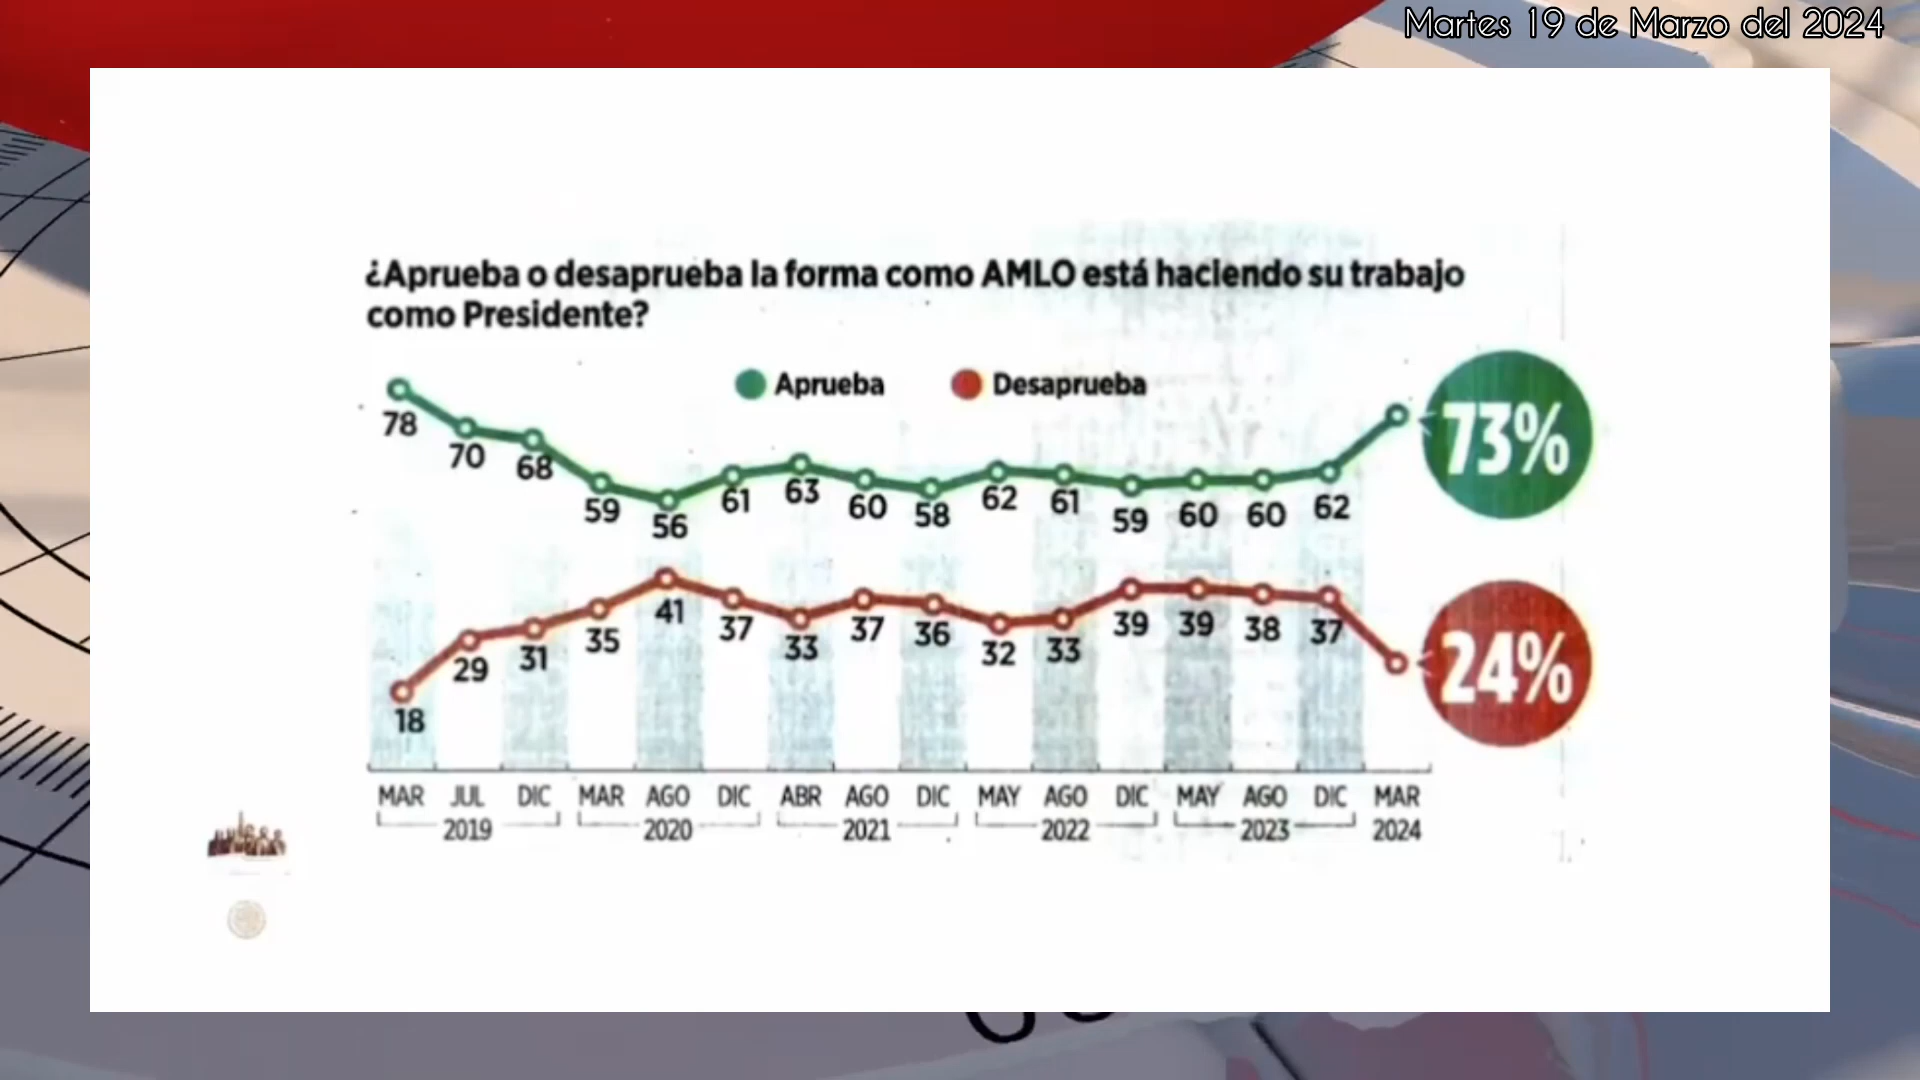 Martes 19 de Marzo del 2024
¿Aprueba o desaprueba la forma como AMLO está haciendo su trabajo
como Presidente?
Aprueba Desaprueba
78 70 68 59 56 61 63 60 58 62 61 59 60 60 62 73%
18 29 31 35 41 37 33 37 36 32 33 39 39 38 37 24%
MAR JUL DIC MAR AGO DIC ABR AGO DIC MAY AGO DIC MAY AGO DIC MAR
2019 2020 2021 2022 2023 2024